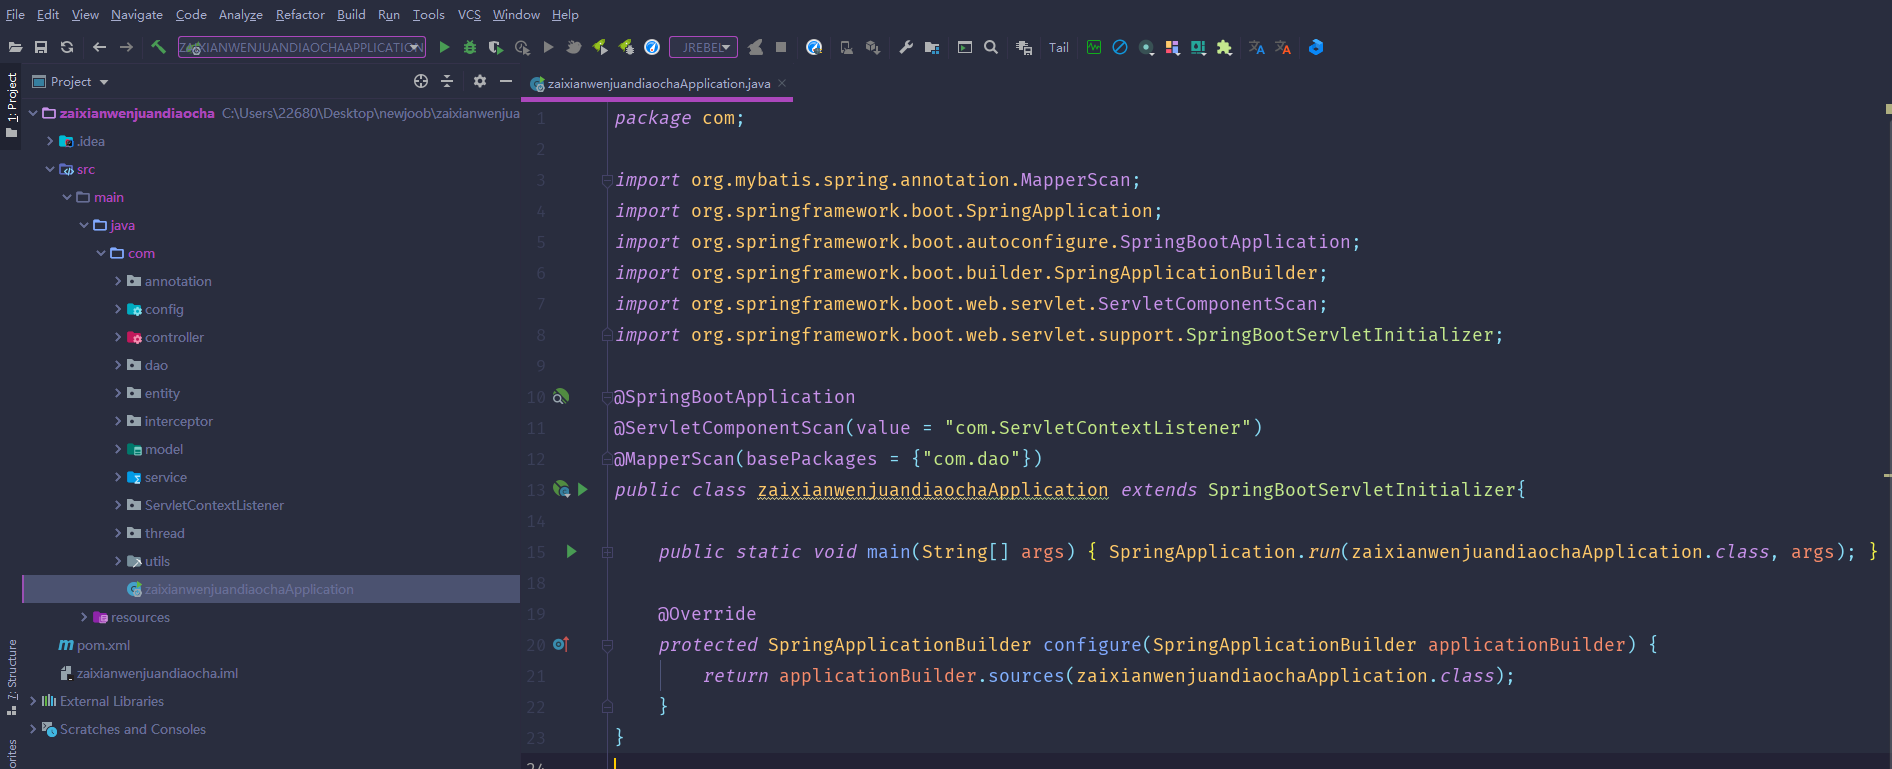 File Edit View Navigate Code Analyze Refactor Build Run Tools VCS Window Help
ZAIXIANWENJUANDIAOCHAAPPLICATION JREBEL Tail
1: Project
Project
zaixianwenjuandiaochaApplication.java
zaixianwenjuandiaocha C:\Users\22680\Desktop\newjoob\zaixianwenjua
.idea
src
main
java
com
annotation
config
controller
dao
entity
interceptor
model
service
ServletContextListener
thread
utils
zaixianwenjuandiaochaApplication
resources
pom.xml
zaixianwenjuandiaocha.iml
External Libraries
Scratches and Consoles
7: Structure
orites
1 package com;
2
3 import org.mybatis.spring.annotation.MapperScan;
4 import org.springframework.boot.SpringApplication;
5 import org.springframework.boot.autoconfigure.SpringBootApplication;
6 import org.springframework.boot.builder.SpringApplicationBuilder;
7 import org.springframework.boot.web.servlet.ServletComponentScan;
8 import org.springframework.boot.web.servlet.support.SpringBootServletInitializer;
9
10 @SpringBootApplication
11 @ServletComponentScan(value = "com.ServletContextListener")
12 @MapperScan(basePackages = {"com.dao"})
13 public class zaixianwenjuandiaochaApplication extends SpringBootServletInitializer{
14
15 public static void main(String[] args) { SpringApplication.run(zaixianwenjuandiaochaApplication.class, args); }
18
19 @Override
20 protected SpringApplicationBuilder configure(SpringApplicationBuilder applicationBuilder) {
21 return applicationBuilder.sources(zaixianwenjuandiaochaApplication.class);
22 }
23 }
24